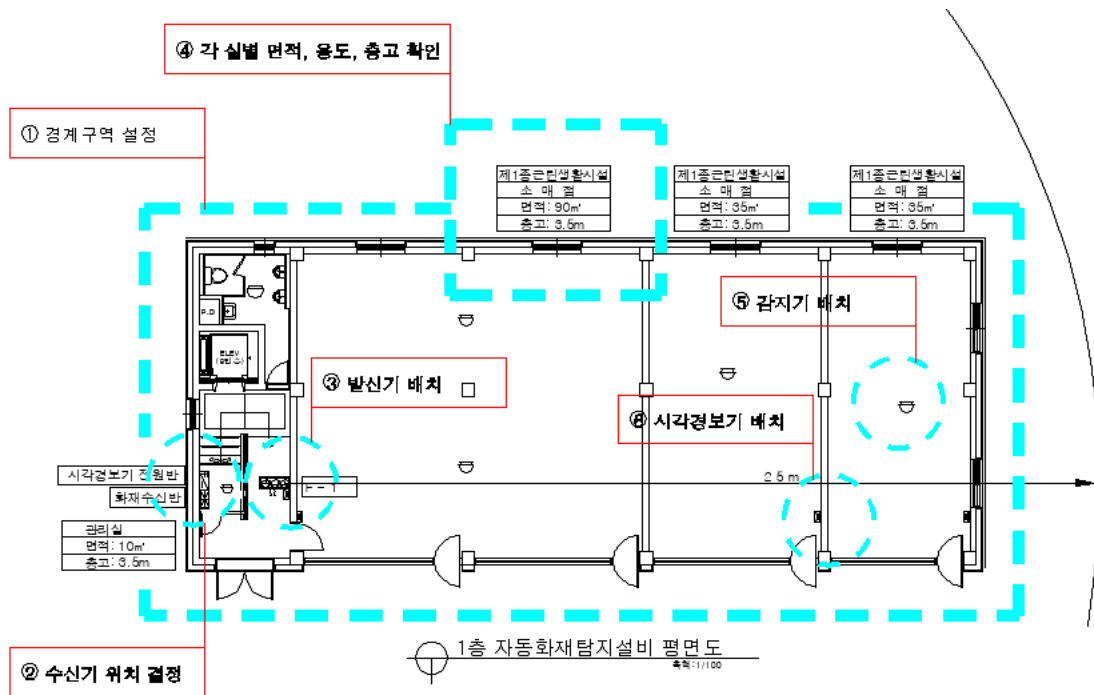 ④ 각 실별 면적, 용도, 층고 확인
① 경계구역 설정
제1종근린생활시설
소 매 점
면적: 90㎡
층고: 3.5m
제1종근린생활시설
소 매 점
면적: 35㎡
층고: 3.5m
제1종근린생활시설
소 매 점
면적: 35㎡
층고: 3.5m
⑤ 감지기 배치
P.D
ELEV
③ 발신기 배치
⑥ 시각경보기 배치
시각경보기 전원반
화재수신반
25m
관리실
면적: 10㎡
층고: 3.5m
1층 자동화재탐지설비 평면도
축척:1/100
② 수신기 위치 결정